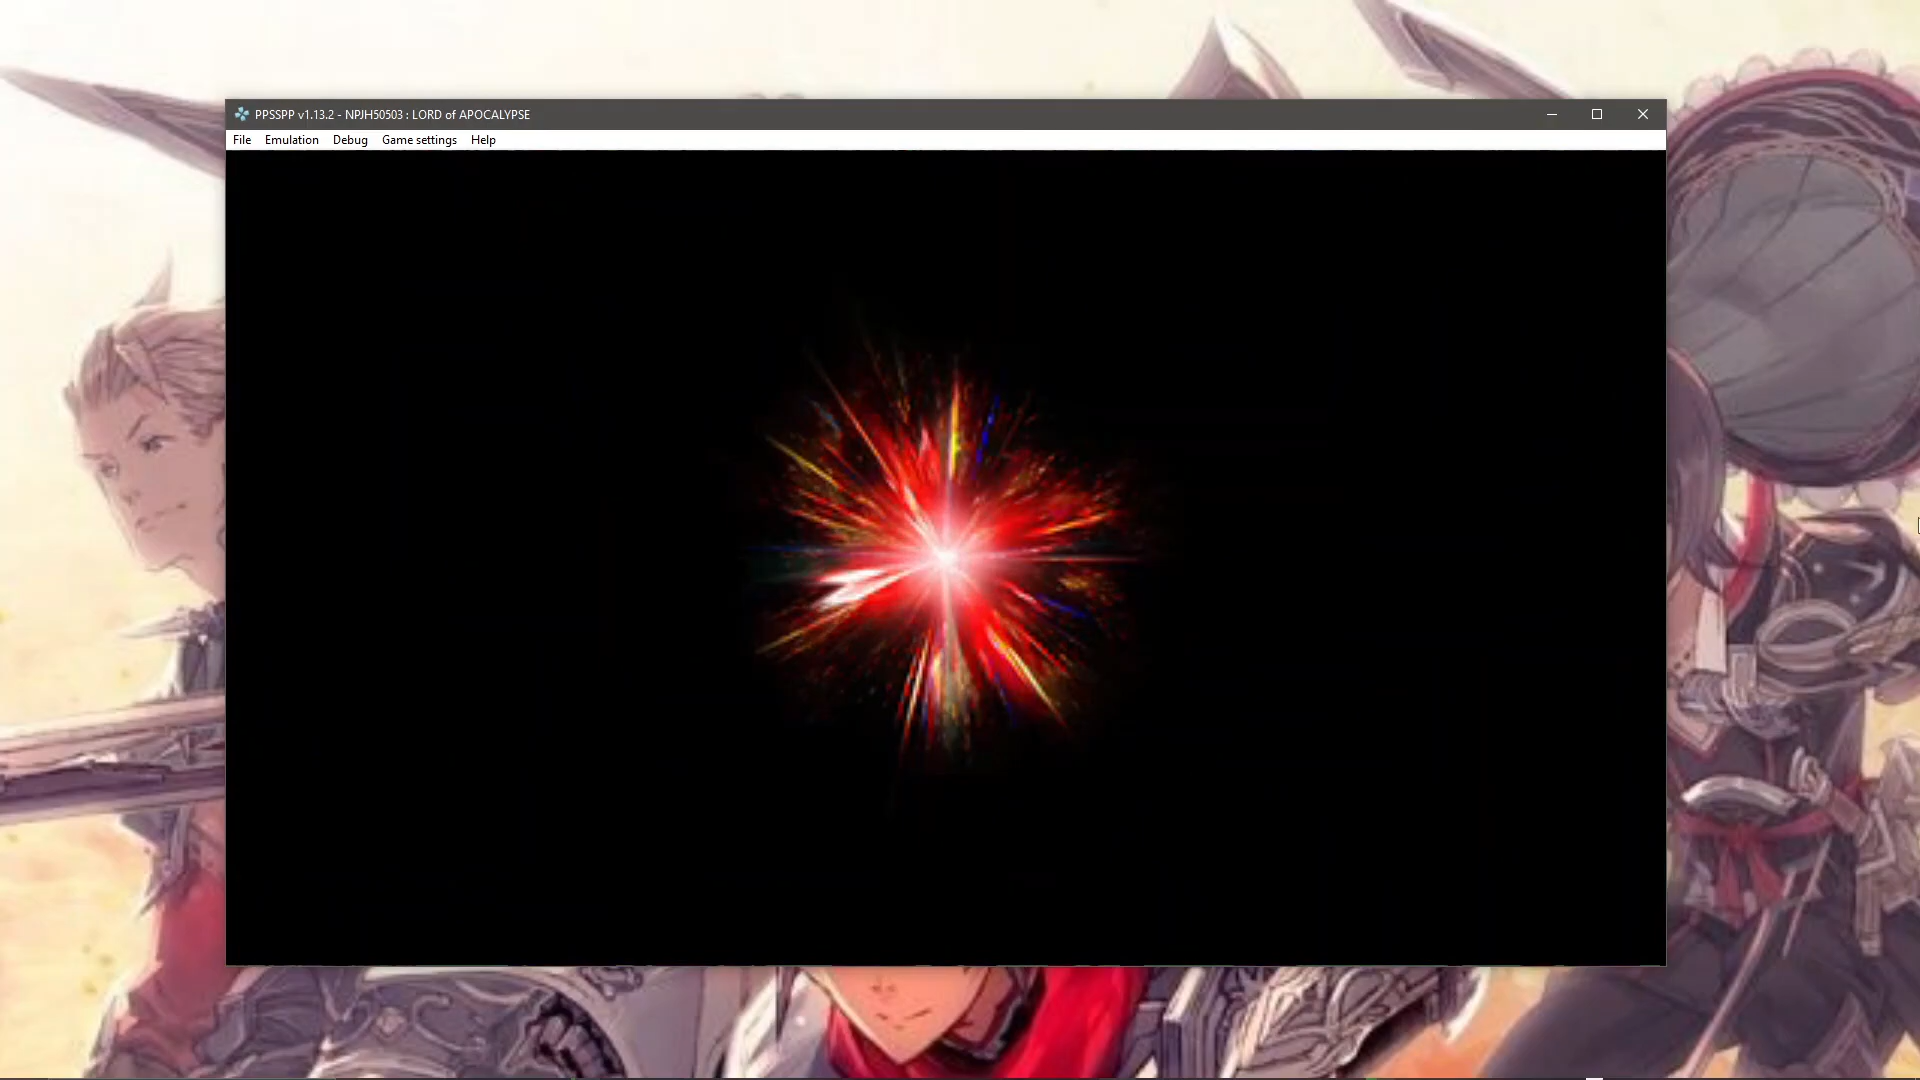 PPSSPP v1.13.2 - NPJH50503 : LORD of APOCALYPSE
File Emulation Debug Game settings Help